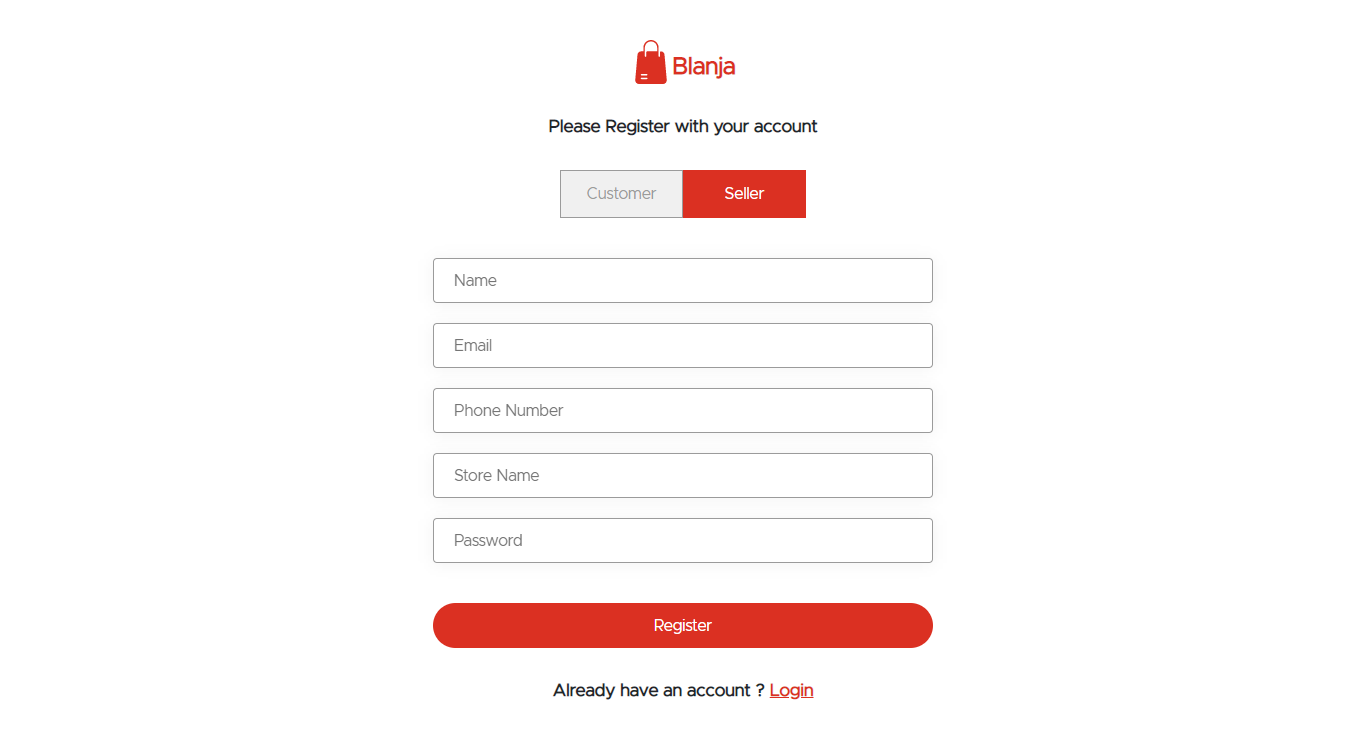 Blanja
Please Register with your account
Customer Seller
Name
Email
Phone Number
Store Name
Password
Register
Already have an account ? Login